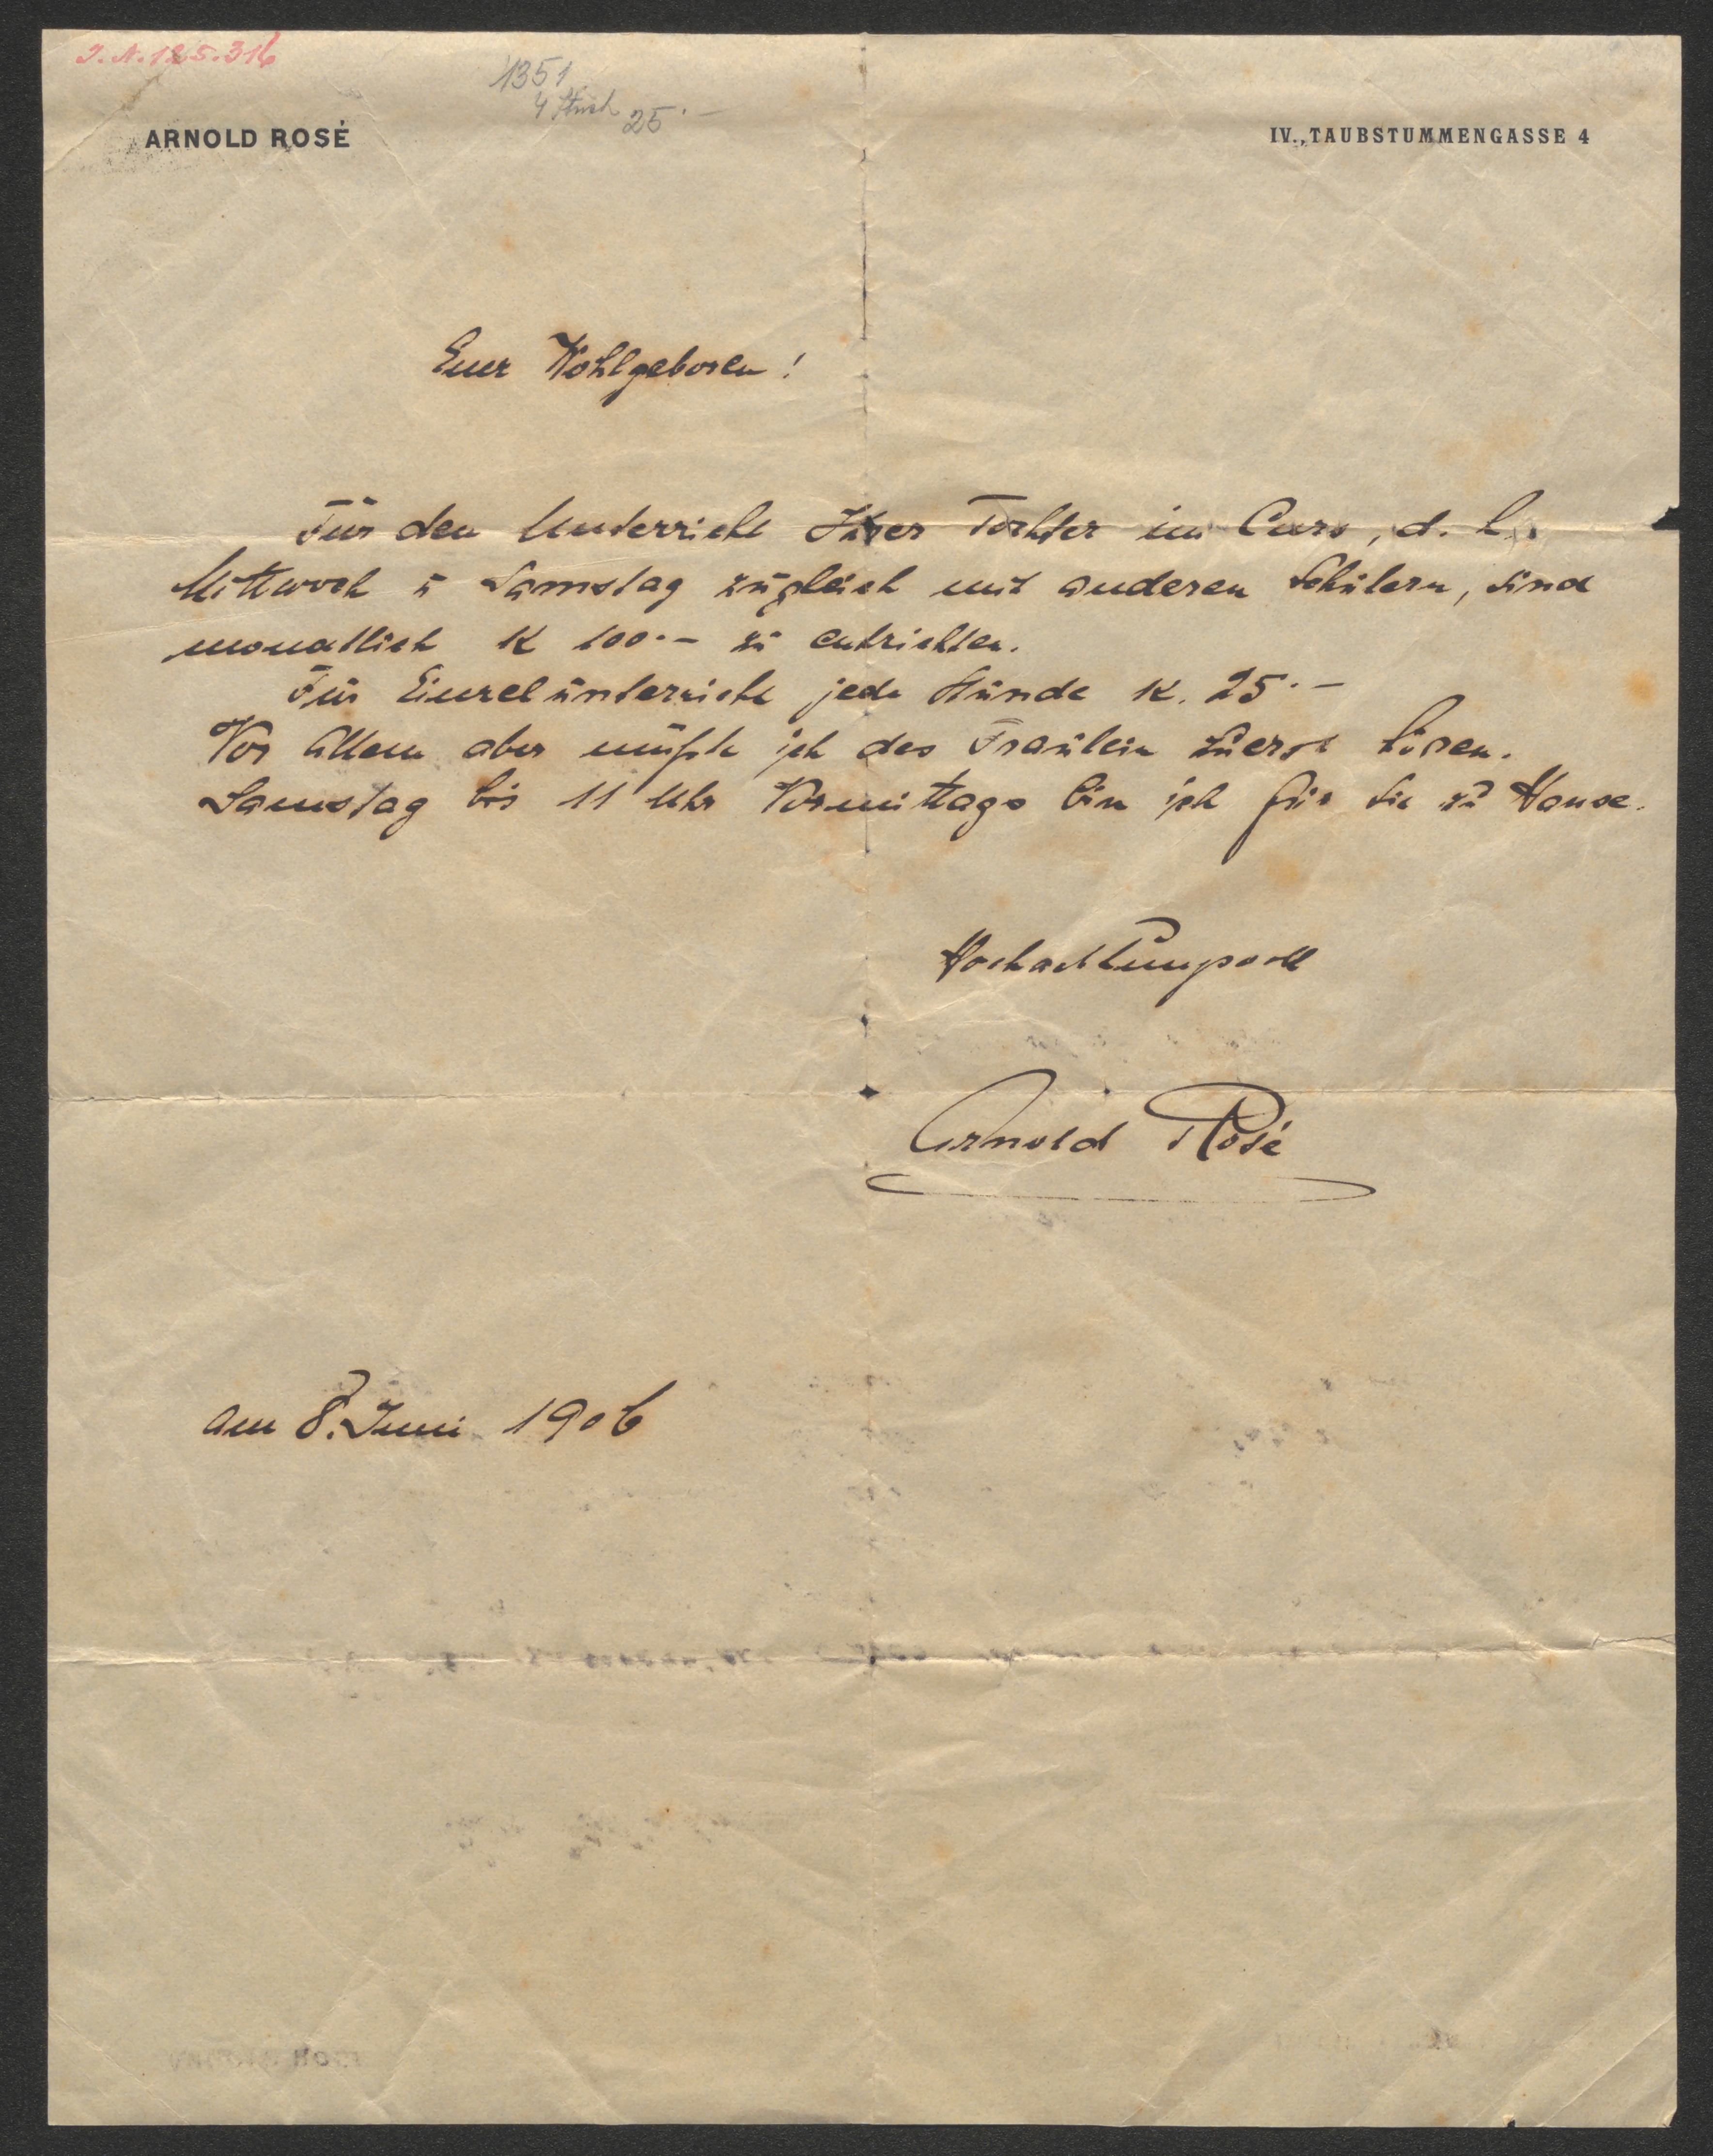 J.N.125.316
1351
4 Stück 25.—
ARNOLD ROSÉ
IV., TAUBSTUMMENGASSE 4
Euer Wohlgeboren!
Für den Unterricht Ihrer Tochter im Curs, d. h.
Mittwoch u Samstag zugleich mit anderen Schülern, sind
monatlich K 100.— zu entrichten.
Für Einzelunterricht jede Stunde K. 25.—
Vor Allem aber müßte ich das Fräulein zuerst hören.
Samstag bis 11 Uhr Vormittags bin ich für Sie zu Hause.
Hochachtungsvoll
Arnold Rosé
am 8. Juni 1906